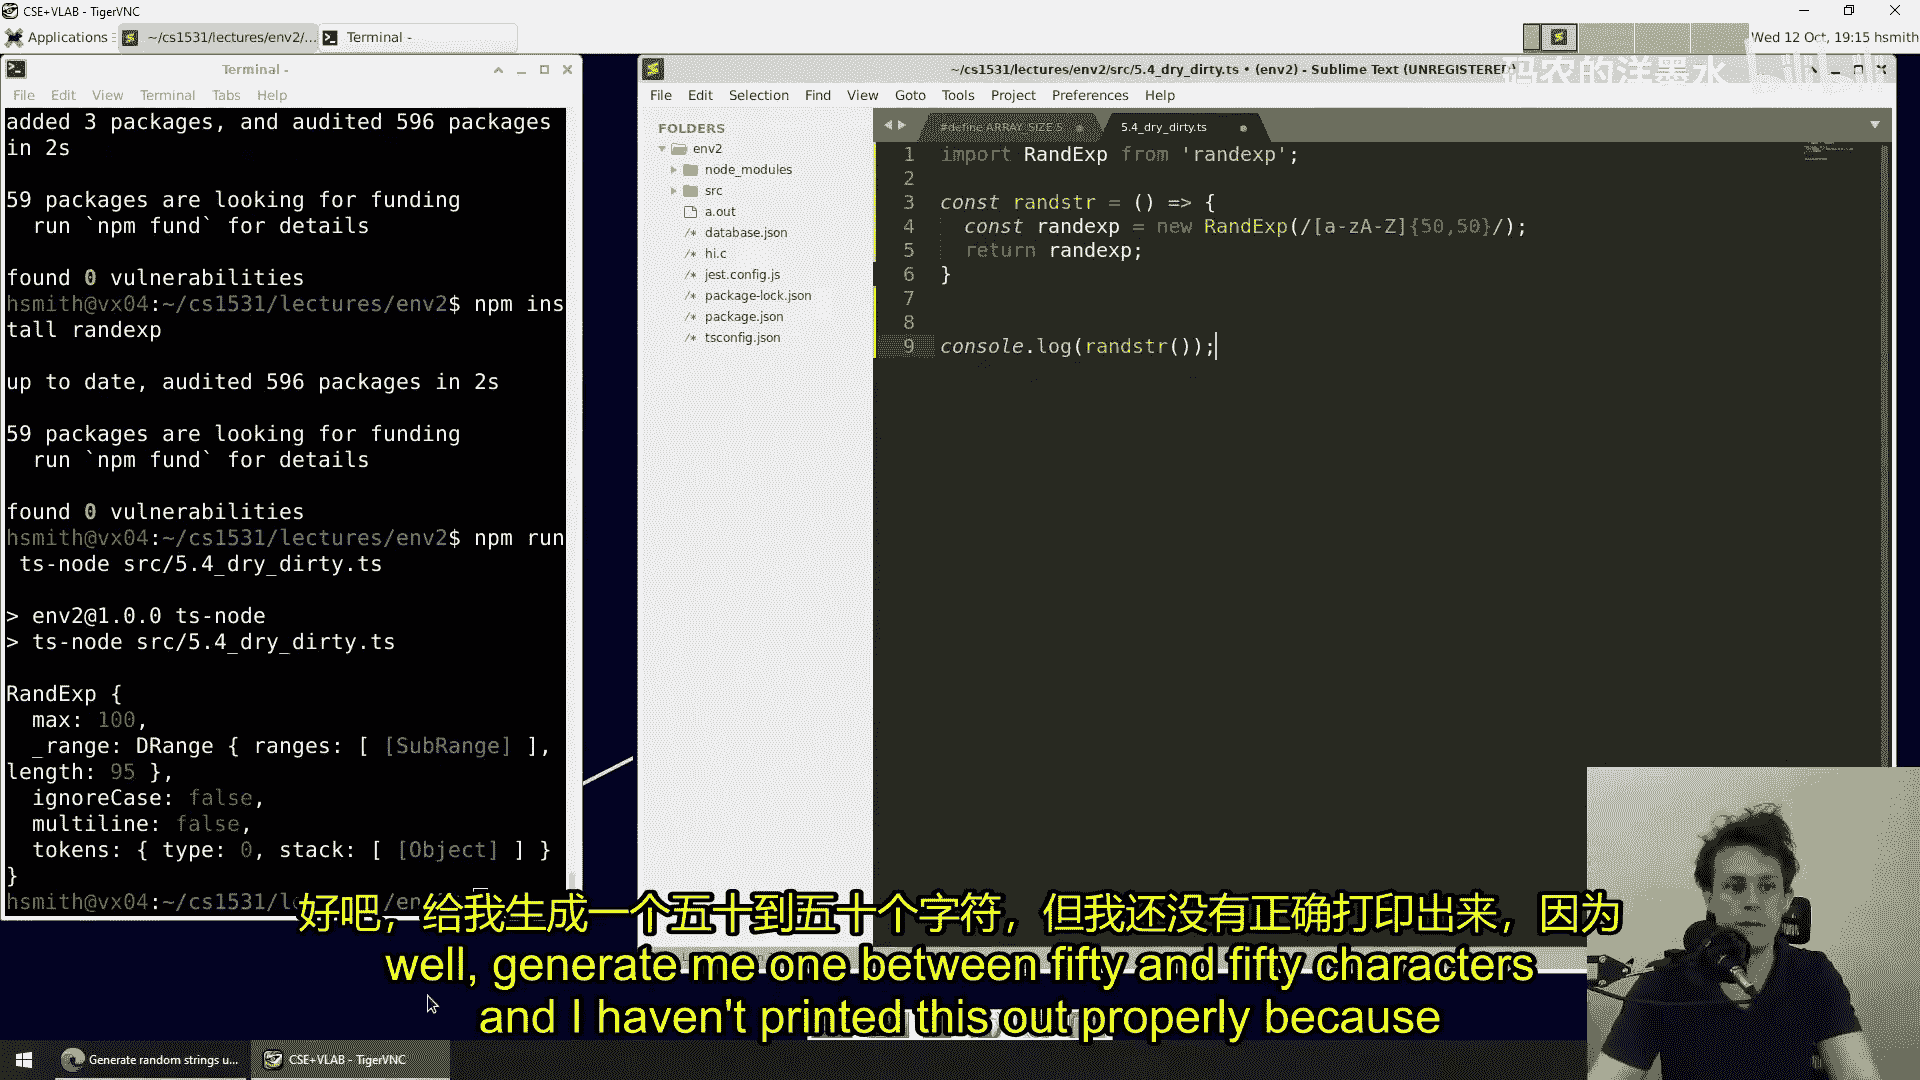 CSE+VLAB - TigerVNC
Applications
~/cs1531/lectures/env2/...
Terminal -
Wed 12 Oct, 19:15 hsmith
码农的洋墨水
bilibili
Terminal -
File Edit View Terminal Tabs Help
added 3 packages, and audited 596 packages
in 2s
59 packages are looking for funding
run `npm fund` for details
found 0 vulnerabilities
hsmith@vx04:~/cs1531/lectures/env2$ npm ins
tall randexp
up to date, audited 596 packages in 2s
59 packages are looking for funding
run `npm fund` for details
found 0 vulnerabilities
hsmith@vx04:~/cs1531/lectures/env2$ npm run
ts-node src/5.4_dry_dirty.ts
> env2@1.0.0 ts-node
> ts-node src/5.4_dry_dirty.ts
RandExp {
max: 100,
_range: DRange { ranges: [ [SubRange] ],
length: 95 },
ignoreCase: false,
multiline: false,
tokens: { type: 0, stack: [ [Object] ] }
}
hsmith@vx04:~/cs1531/
~/cs1531/lectures/env2/src/5.4_dry_dirty.ts • (env2) - Sublime Text (UNREGISTERED)
File Edit Selection Find View Goto Tools Project Preferences Help
FOLDERS
env2
node_modules
src
a.out
/* database.json
/* hi.c
/* jest.config.js
/* package-lock.json
/* package.json
/* tsconfig.json
#define ARRAY_SIZE 5
5.4_dry_dirty.ts
1 import RandExp from 'randexp';
2
3 const randstr = () => {
4 const randexp = new RandExp(/[a-zA-Z]{50,50}/);
5 return randexp;
6 }
7
8
9 console.log(randstr());
好吧，给我生成一个五十到五十个字符，但我还没有正确打印出来，因为
well, generate me one between fifty and fifty characters
and I haven't printed this out properly because
Generate random strings u...
CSE+VLAB - TigerVNC